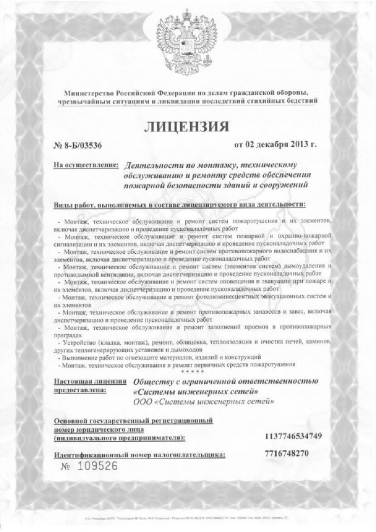 Министерство Российской Федерации по делам гражданской обороны,
чрезвычайным ситуациям и ликвидации последствий стихийных бедствий
ЛИЦЕНЗИЯ
№ 8-Б/03536 от 02 декабря 2013 г.
На осуществление: Деятельности по монтажу, техническому
обслуживанию и ремонту средств обеспечения
пожарной безопасности зданий и сооружений
Виды работ, выполняемых в составе лицензируемого вида деятельности:
- Монтаж, техническое обслуживание и ремонт систем пожаротушения и их элементов,
включая диспетчеризацию и проведение пусконаладочных работ
- Монтаж, техническое обслуживание и ремонт систем пожарной и охранно-пожарной
сигнализации и их элементов, включая диспетчеризацию и проведение пусконаладочных работ
- Монтаж, техническое обслуживание и ремонт систем противопожарного водоснабжения и их
элементов, включая диспетчеризацию и проведение пусконаладочных работ
- Монтаж, техническое обслуживание и ремонт систем (элементов систем) дымоудаления и
противодымной вентиляции, включая диспетчеризацию и проведение пусконаладочных работ
- Монтаж, техническое обслуживание и ремонт систем оповещения и эвакуации при пожаре и
их элементов, включая диспетчеризацию и проведение пусконаладочных работ
- Монтаж, техническое обслуживание и ремонт фотолюминесцентных эвакуационных систем и
их элементов
- Монтаж, техническое обслуживание и ремонт противопожарных занавесов и завес, включая
диспетчеризацию и проведение пусконаладочных работ
- Монтаж, техническое обслуживание и ремонт заполнений проемов в противопожарных
преградах
- Устройство (кладка, монтаж), ремонт, облицовка, теплоизоляция и очистка печей, каминов,
других теплогенерирующих установок и дымоходов
- Выполнение работ по огнезащите материалов, изделий и конструкций
- Монтаж, техническое обслуживание и ремонт первичных средств пожаротушения
* * * * *
Настоящая лицензия Обществу с ограниченной ответственностью
предоставлена: «Системы инженерных сетей»
ООО «Системы инженерных сетей»
Основной государственный регистрационный
номер юридического лица
(индивидуального предпринимателя): 1137746534749
Идентификационный номер налогоплательщика: 7716748270
№ 109526